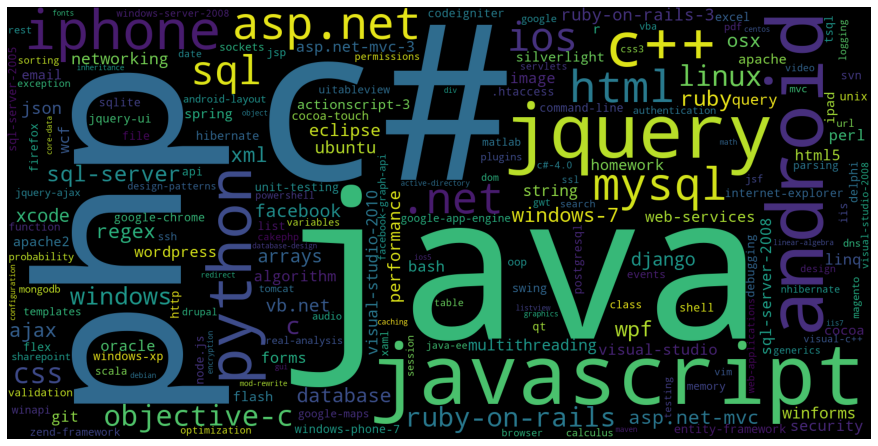 fonts
windows-server-2008
codeigniter
google
ruby-on-rails-3
vba
excel
pdf
centos
tsql
logging
rest
iphone
asp.net
ios
c++
android
c#
sorting
networking
sockets
jsp
date
asp.net-mvc-3
permissions
r
silverlight
css3
osx
apache
video
svn
mvc
unix
inheritance
email
exception
sql
uitableview
div
servlets
image
.htaccess
html
linux
ruby
query
ipad
url
perl
sql-server-2005
json
sqlite
android-layout
object
actionscript-3
cocoa-touch
command-line
authentication
jquery
firefox
core-data
wcf
jquery-ui
spring
file
hibernate
eclipse
ubuntu
matlab
plugins
math
html5
parsing
php
xml
c#-4.0
ssl
homework
jsf
delphi
internet-explorer
sql-server
api
design-patterns
jquery-ajax
unit-testing
powershell
active-directory
dom
string
mysql
.net
gwt
search
xcode
google-chrome
python
facebook
list
variables
visual-studio-2010
facebook-graph-api
google-app-engine
windows-7
web-services
iis
visual-studio-2008
function
regex
ssh
cakephp
database-design
performance
java
postgresql
sql-server-2008
linear-algebra
dns
apache2
wordpress
arrays
bash
oop
django
debugging
linq
design
probability
redirect
algorithm
swing
events
nhibernate
magento
configuration
mongodb
windows
http
tomcat
ios5
listview
graphics
table
class
shell
web-application
templates
drupal
vb.net
c
audio
caching
qt
wpf
cocoa
iis7
ajax
flex
oracle
node.js
encryption
real-analysis
java-ee
multithreading
visual-c++
sharepoint
windows-xp
forms
xaml
session
visual-studio
generics
css
scala
debian
mod-rewrite
gui
javascript
vim
memory
testing
validation
flash
database
winapi
git
objective-c
google-maps
ruby-on-rails
asp.net-mvc
winforms
security
zend-framework
optimization
windows-phone-7
browser
calculus
maven
entity-framework